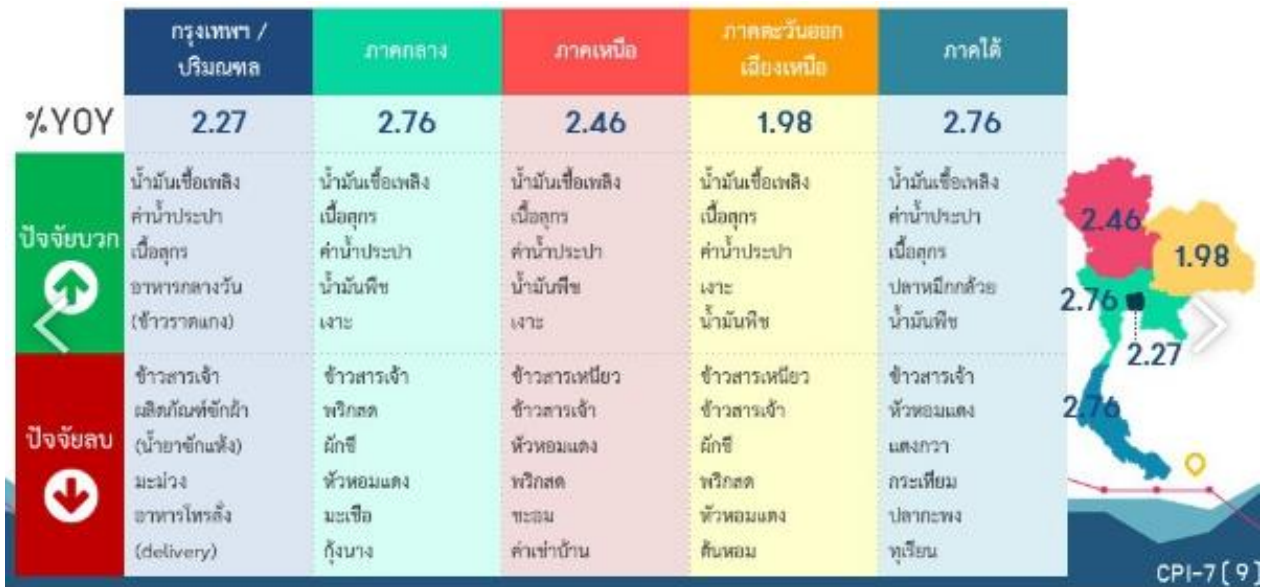 กรุงเทพฯ /
ปริมณฑล
ภาคกลาง
ภาคเหนือ
ภาคตะวันออก
เฉียงเหนือ
ภาคใต้
%YOY
2.27
2.76
2.46
1.98
2.76
ปัจจัยบวก
น้ำมันเชื้อเพลิง
ค่าน้ำประปา
เนื้อสุกร
อาหารกลางวัน
(ข้าวราดแกง)
น้ำมันเชื้อเพลิง
เนื้อสุกร
ค่าน้ำประปา
น้ำมันพืช
เงาะ
น้ำมันเชื้อเพลิง
เนื้อสุกร
ค่าน้ำประปา
น้ำมันพืช
เงาะ
น้ำมันเชื้อเพลิง
เนื้อสุกร
ค่าน้ำประปา
เงาะ
น้ำมันพืช
น้ำมันเชื้อเพลิง
ค่าน้ำประปา
เนื้อสุกร
ปลาหมึกกล้วย
น้ำมันพืช
ปัจจัยลบ
ข้าวสารเจ้า
ผลิตภัณฑ์ซักผ้า
(น้ำยาซักแห้ง)
มะม่วง
อาหารโทรสั่ง
(delivery)
ข้าวสารเจ้า
พริกสด
ผักชี
หัวหอมแดง
มะเขือ
กุ้งนาง
ข้าวสารเหนียว
ข้าวสารเจ้า
หัวหอมแดง
พริกสด
ชะอม
ค่าเช่าบ้าน
ข้าวสารเหนียว
ข้าวสารเจ้า
ผักชี
พริกสด
หัวหอมแดง
ต้นหอม
ข้าวสารเจ้า
หัวหอมแดง
แตงกวา
กระเทียม
ปลากะพง
ทุเรียน
2.46
1.98
2.76
2.27
2.76
CPI-7(9)